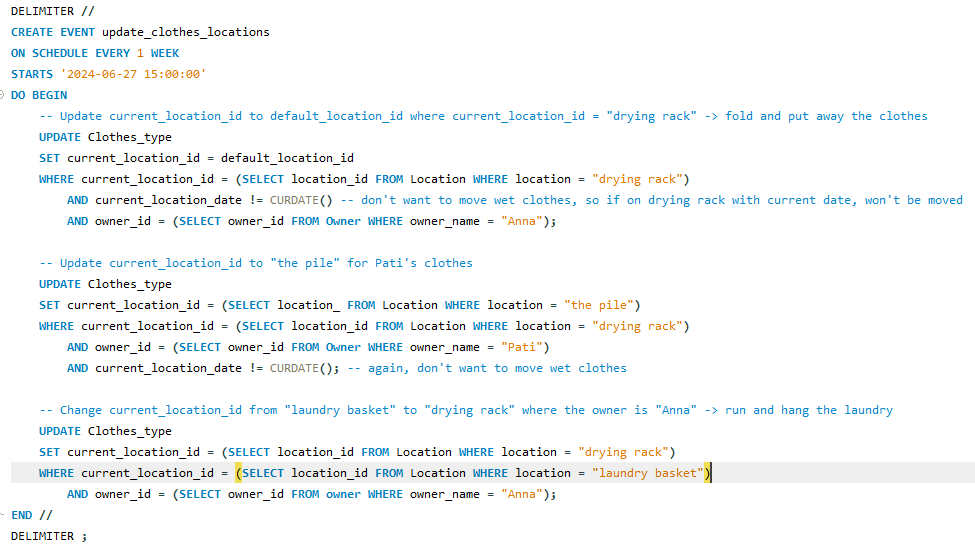 DELIMITER //
CREATE EVENT update_clothes_locations
ON SCHEDULE EVERY 1 WEEK
STARTS '2024-06-27 15:00:00'
DO BEGIN
    -- Update current_location_id to default_location_id where current_location_id = "drying rack" -> fold and put away the clothes
    UPDATE Clothes_type
    SET current_location_id = default_location_id
    WHERE current_location_id = (SELECT location_id FROM Location WHERE location = "drying rack")
        AND current_location_date != CURDATE() -- don't want to move wet clothes, so if on drying rack with current date, won't be moved
        AND owner_id = (SELECT owner_id FROM Owner WHERE owner_name = "Anna");

    -- Update current_location_id to "the pile" for Pati's clothes
    UPDATE Clothes_type
    SET current_location_id = (SELECT location_ FROM Location WHERE location = "the pile")
    WHERE current_location_id = (SELECT location_id FROM Location WHERE location = "drying rack")
        AND owner_id = (SELECT owner_id FROM Owner WHERE owner_name = "Pati")
        AND current_location_date != CURDATE(); -- again, don't want to move wet clothes

    -- Change current_location_id from "laundry basket" to "drying rack" where the owner is "Anna" -> run and hang the laundry
    UPDATE Clothes_type
    SET current_location_id = (SELECT location_id FROM Location WHERE location = "drying rack")
    WHERE current_location_id = (SELECT location_id FROM Location WHERE location = "laundry basket")
        AND owner_id = (SELECT owner_id FROM owner WHERE owner_name = "Anna");
END //
DELIMITER ;